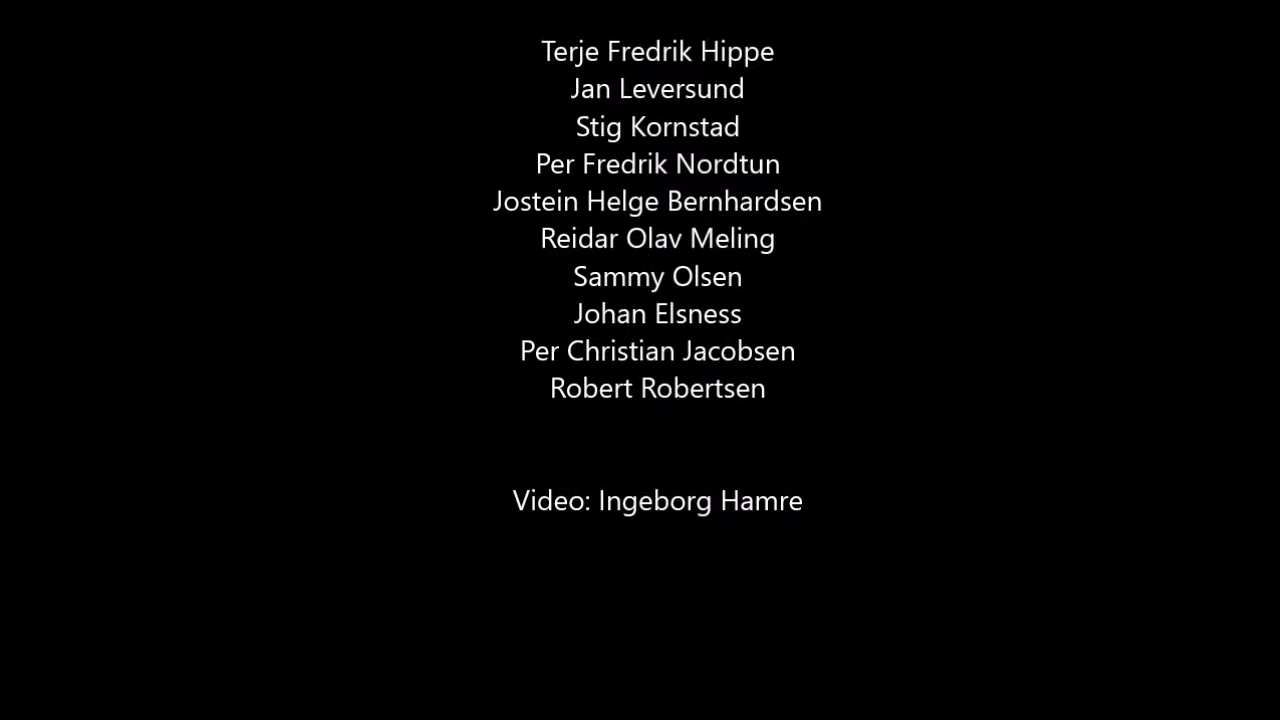 Terje Fredrik Hippe
Jan Leversund
Stig Kornstad
Per Fredrik Nordtun
Jostein Helge Bernhardsen
Reidar Olav Meling
Sammy Olsen
Johan Elsness
Per Christian Jacobsen
Robert Robertsen
Video: Ingeborg Hamre